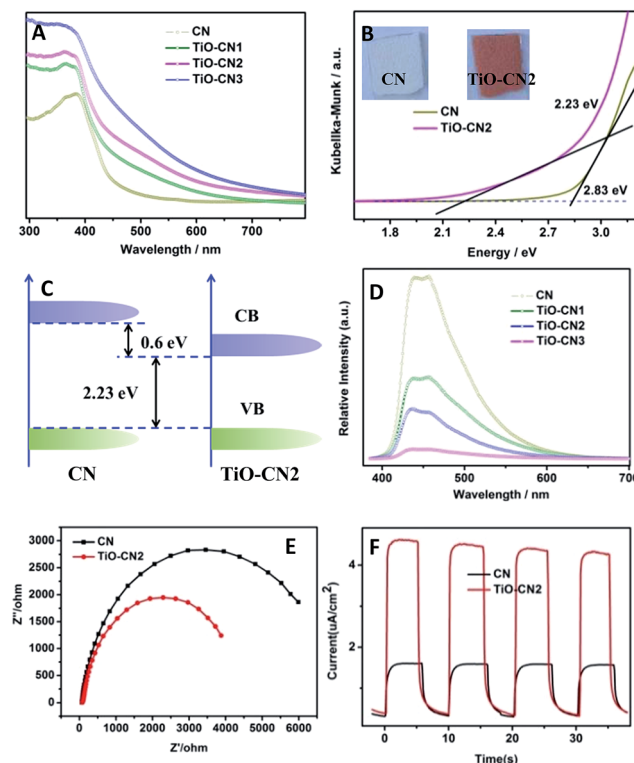 A
CN
TiO-CN1
TiO-CN2
TiO-CN3
300 400 500 600 700
Wavelength / nm
B
CN
TiO-CN2
CN
TiO-CN2
2.23 eV
2.83 eV
Kubellka-Munk / a.u.
1.8 2.1 2.4 2.7 3.0
Energy / eV
C
CB
0.6 eV
2.23 eV
VB
CN
TiO-CN2
D
CN
TiO-CN1
TiO-CN2
TiO-CN3
Relative Intensity (a.u.)
400 500 600 700
Wavelength / nm
E
CN
TiO-CN2
Z''/ohm
3000
2500
2000
1500
1000
500
0
0 1000 2000 3000 4000 5000 6000
Z'/ohm
F
CN
TiO-CN2
Current(uA/cm2)
4
2
0 10 20 30
Time(s)